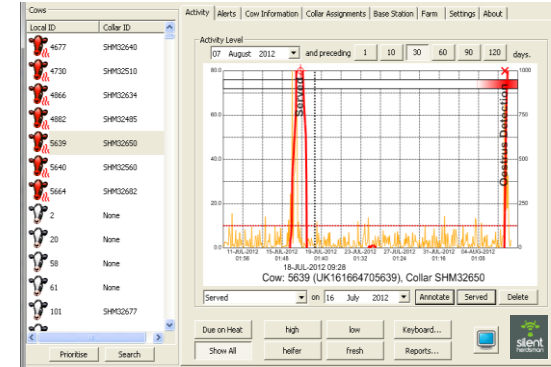 Cows
Local ID Collar ID
4677 SHM32640
4730 SHM32510
4866 SHM32634
4882 SHM32485
5639 SHM32650
5640 SHM32560
5664 SHM32682
2 None
20 None
58 None
61 None
101 SHM32677
Prioritise Search
Activity Alerts Cow Information Collar Assignments Base Station Farm Settings About
Activity Level
07 August 2012 and preceding 1 10 30 60 90 120 days.
80.0 1000
60.0 750
40.0 500
20.0 250
0.0 0
Served
Oestrus Detection
11-JUL-2012 15-JUL-2012 19-JUL-2012 23-JUL-2012 27-JUL-2012 31-JUL-2012 04-AUG-2012
01:56 01:48 01:40 01:32 01:24 01:16 01:08
18-JUL-2012 09:28
Cow: 5639 (UK161664705639), Collar SHM32650
Served on 16 July 2012 Annotate Served Delete
Due on Heat high low Keyboard...
Show All heifer fresh Reports...
silent
herdsman